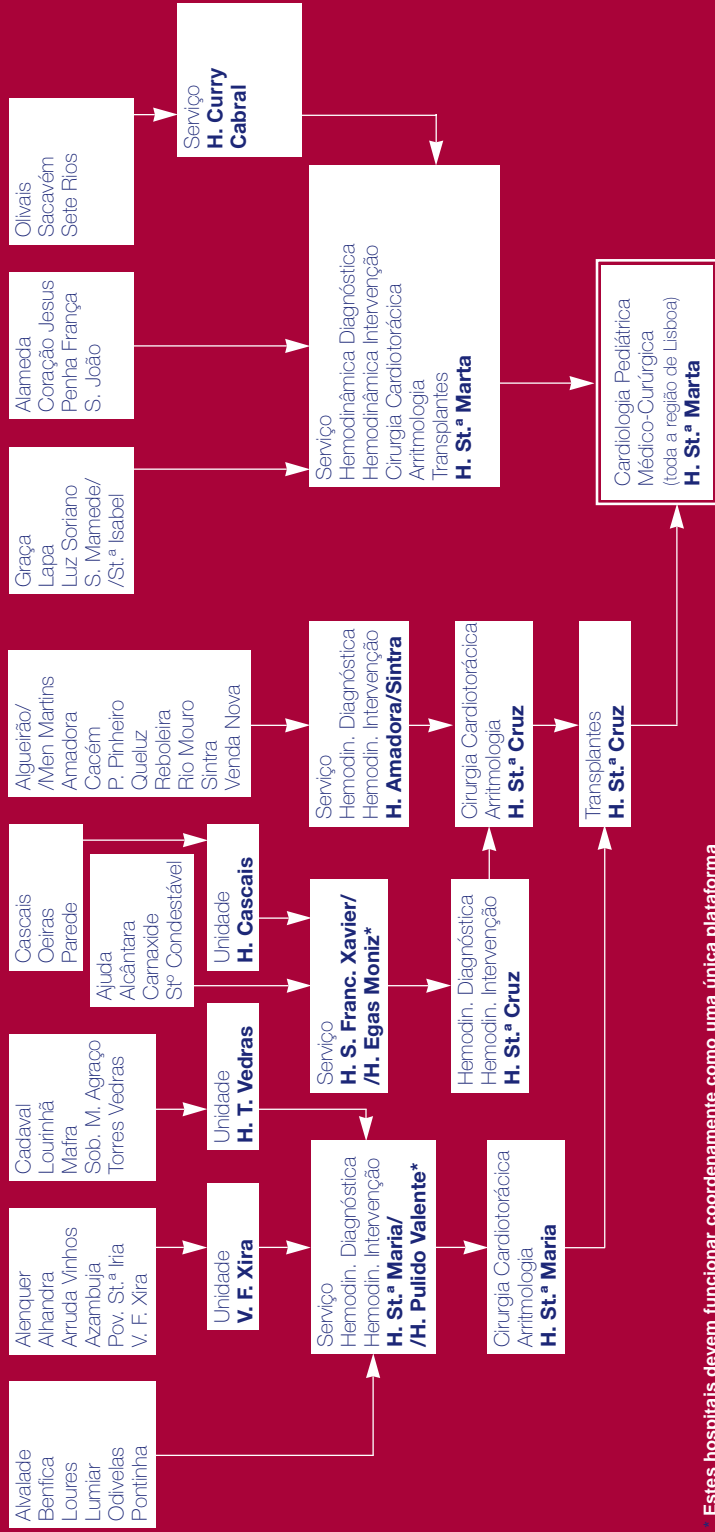 Alvalade
Benfica
Loures
Lumiar
Odivelas
Pontinha
Alenquer
Alhandra
Arruda Vinhos
Azambuja
Pov. St.ª Iria
V. F. Xira
Cadaval
Lourinhã
Mafra
Sob. M. Agraço
Torres Vedras
Cascais
Oeiras
Parede
Ajuda
Alcântara
Carnaxide
Stº Condestável
Algueirão/
/Men Martins
Amadora
Cacém
P. Pinheiro
Queluz
Reboleira
Rio Mouro
Sintra
Venda Nova
Graça
Lapa
Luz Soriano
S. Mamede/
/St.ª Isabel
Alameda
Coração Jesus
Penha França
S. João
Olivais
Sacavém
Sete Rios
Unidade
V. F. Xira
Unidade
H. T. Vedras
Unidade
H. Cascais
Serviço
H. Curry
Cabral
Serviço
Hemodin. Diagnóstica
Hemodin. Intervenção
H. St.ª Maria/
/H. Pulido Valente*
Serviço
H. S. Franc. Xavier/
/H. Egas Moniz*
Serviço
Hemodin. Diagnóstica
Hemodin. Intervenção
H. Amadora/Sintra
Serviço
Hemodinâmica Diagnóstica
Hemodinâmica Intervenção
Cirurgia Cardiotorácica
Arritmologia
Transplantes
H. St.ª Marta
Cirurgia Cardiotorácica
Arritmologia
H. St.ª Maria
Hemodin. Diagnóstica
Hemodin. Intervenção
H. St.ª Cruz
Cirurgia Cardiotorácica
Arritmologia
H. St.ª Cruz
Transplantes
H. St.ª Cruz
Cardiologia Pediátrica
Médico-Curúrgica
(toda a região de Lisboa)
H. St.ª Marta
* Estes hospitais devem funcionar coordenamente como uma única plataforma